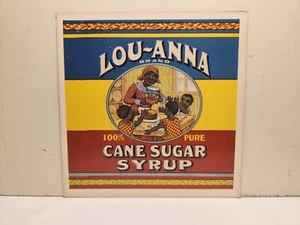 LOU-ANNA
BRAND
100% PURE
CANE SUGAR
SYRUP